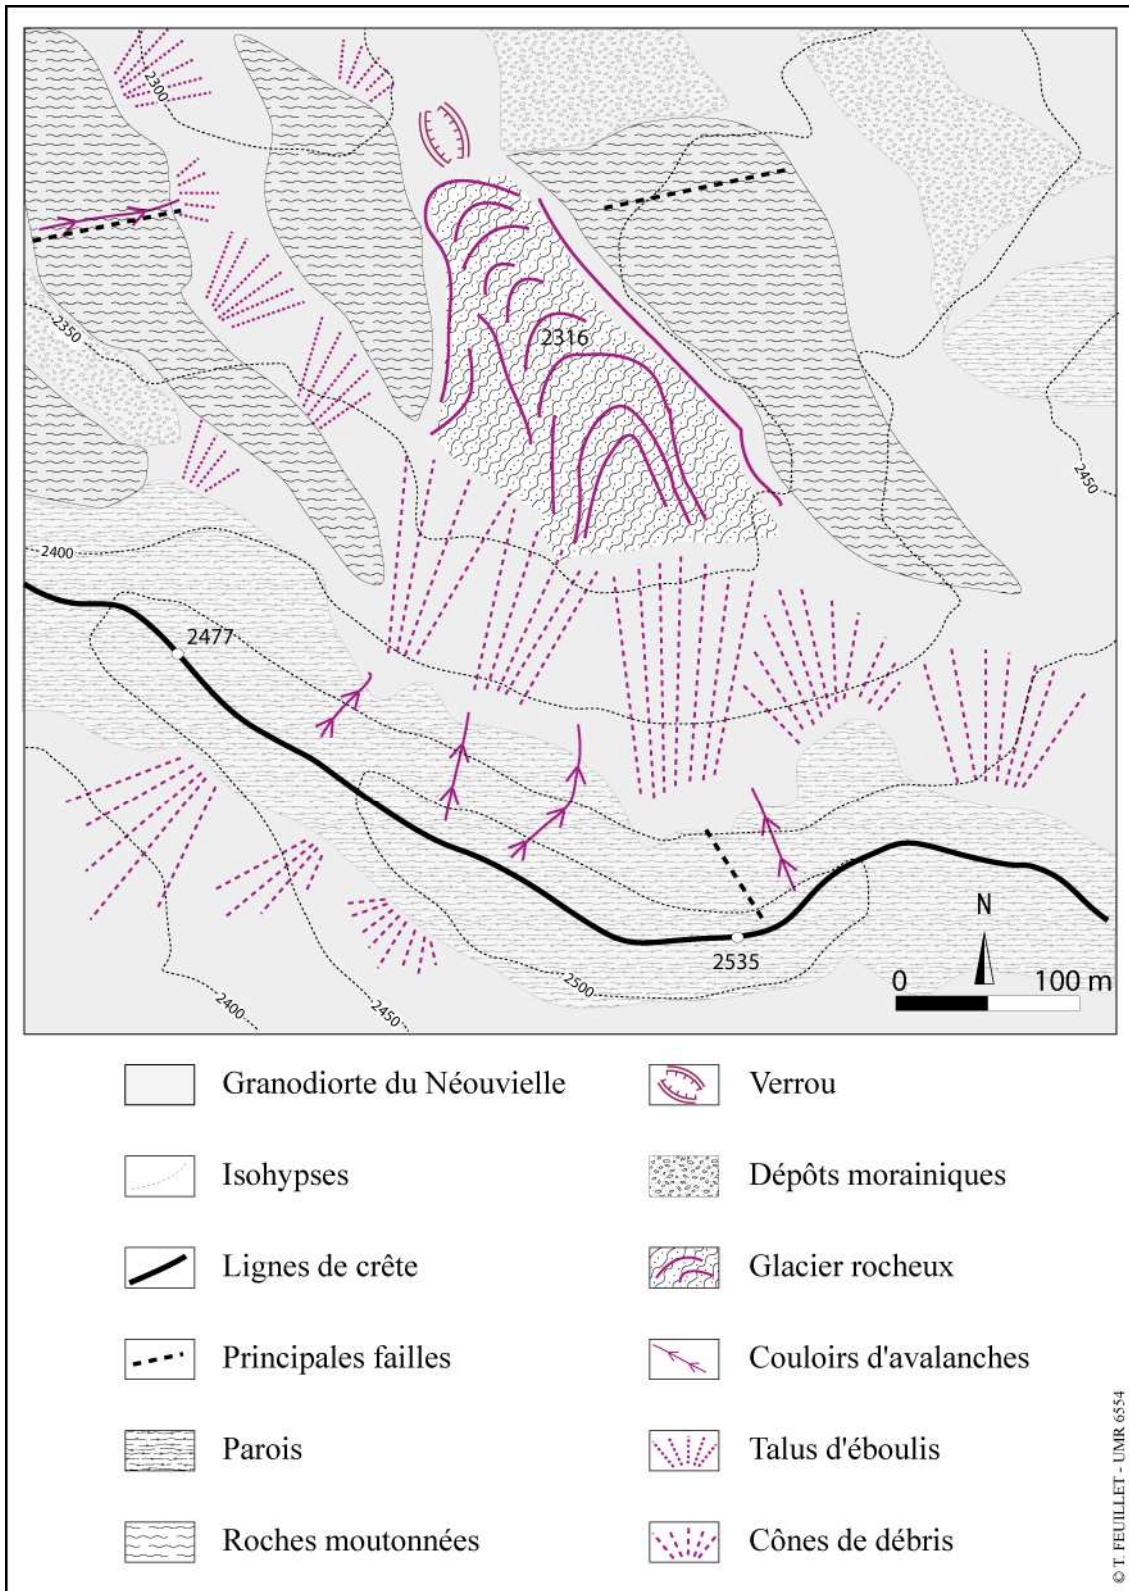 2300
2350
2316
2450
2400
2477
2535
N
0 100 m
2500
2450
2400
Granodiorte du Néouvielle
Verrou
Isohypses
Dépôts morainiques
Lignes de crête
Glacier rocheux
Principales failles
Couloirs d'avalanches
Parois
Talus d'éboulis
Roches moutonnées
Cônes de débris
© T. FEUILLET - UMR 6554